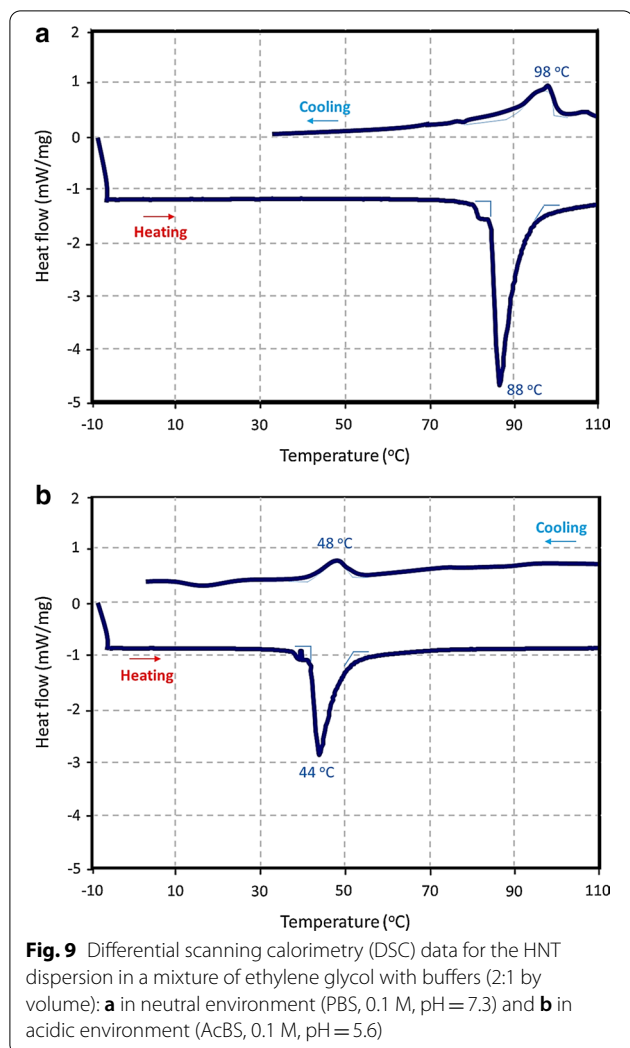 a
2
1
0
-1
-2
-3
-4
-5
Heat flow (mW/mg)
98 °C
Cooling
Heating
88 °C
-10 10 30 50 70 90 110
Temperature (°C)
b
2
1
0
-1
-2
-3
-4
-5
Heat flow (mW/mg)
48 °C
Cooling
Heating
44 °C
-10 10 30 50 70 90 110
Temperature (°C)
Fig. 9 Differential scanning calorimetry (DSC) data for the HNT
dispersion in a mixture of ethylene glycol with buffers (2:1 by
volume): a in neutral environment (PBS, 0.1 M, pH = 7.3) and b in
acidic environment (AcBS, 0.1 M, pH = 5.6)